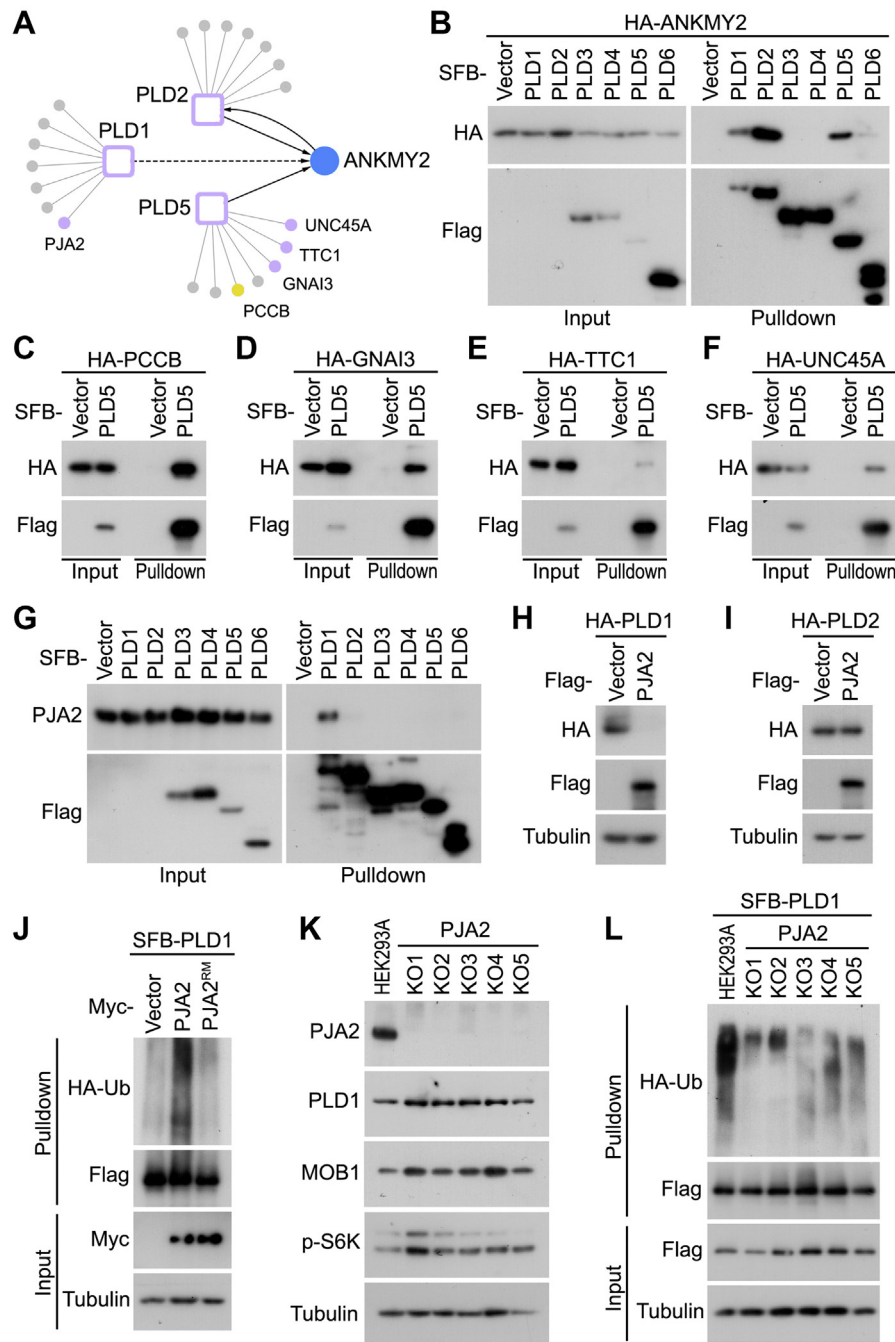 A
PLD2
PLD1
ANKMY2
PLD5
UNC45A
TTC1
GNAI3
PCCB
PJA2
B
HA-ANKMY2
SFB- Vector PLD1 PLD2 PLD3 PLD4 PLD5 PLD6 Vector PLD1 PLD2 PLD3 PLD4 PLD5 PLD6
HA
Flag
Input Pulldown
C
HA-PCCB
SFB- Vector PLD5 Vector PLD5
HA
Flag
Input Pulldown
D
HA-GNAI3
SFB- Vector PLD5 Vector PLD5
HA
Flag
Input Pulldown
E
HA-TTC1
SFB- Vector PLD5 Vector PLD5
HA
Flag
Input Pulldown
F
HA-UNC45A
SFB- Vector PLD5 Vector PLD5
HA
Flag
Input Pulldown
G
SFB- Vector PLD1 PLD2 PLD3 PLD4 PLD5 PLD6 Vector PLD1 PLD2 PLD3 PLD4 PLD5 PLD6
PJA2
Flag
Input Pulldown
H
HA-PLD1
Flag- Vector PJA2
HA
Flag
Tubulin
I
HA-PLD2
Flag- Vector PJA2
HA
Flag
Tubulin
J
SFB-PLD1
Myc- Vector PJA2 PJA2RM
Pulldown
HA-Ub
Flag
Input
Myc
Tubulin
K
PJA2
HEK293A KO1 KO2 KO3 KO4 KO5
PJA2
PLD1
MOB1
p-S6K
Tubulin
L
SFB-PLD1
PJA2
HEK293A KO1 KO2 KO3 KO4 KO5
Pulldown
HA-Ub
Flag
Input
Flag
Tubulin